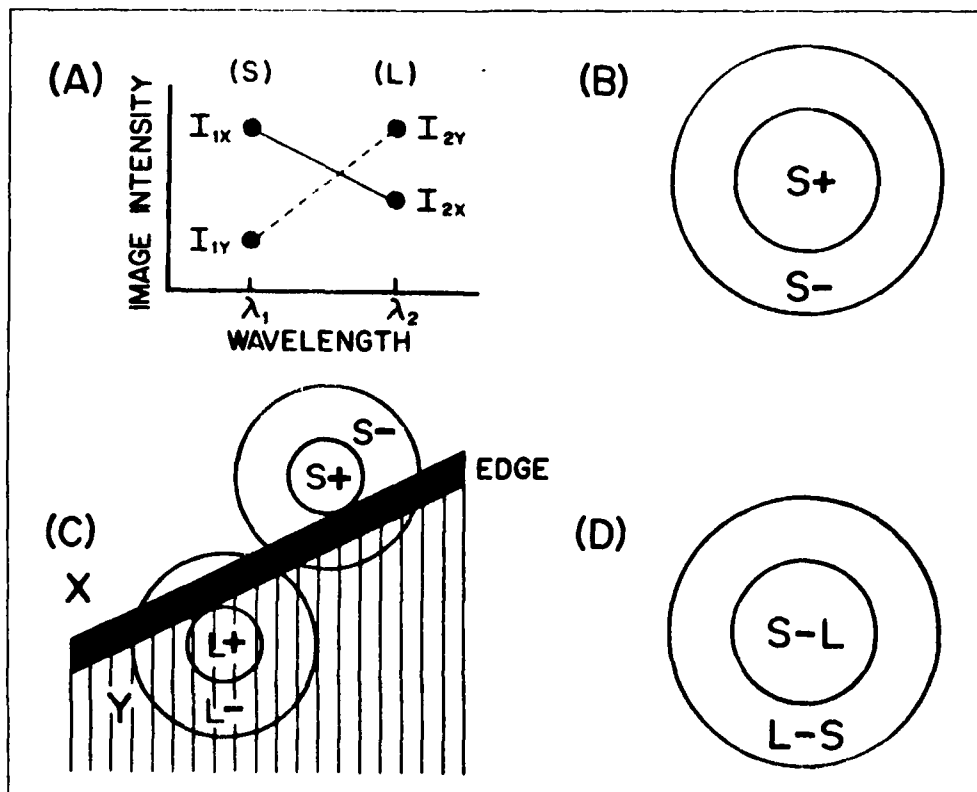 (A)
(S) (L)
IMAGE INTENSITY
I1X
I2Y
I2X
I1Y
λ1 λ2
WAVELENGTH
(B)
S+
S-
(C)
S-
S+
EDGE
X
L+
Y
L-
(D)
S-L
L-S